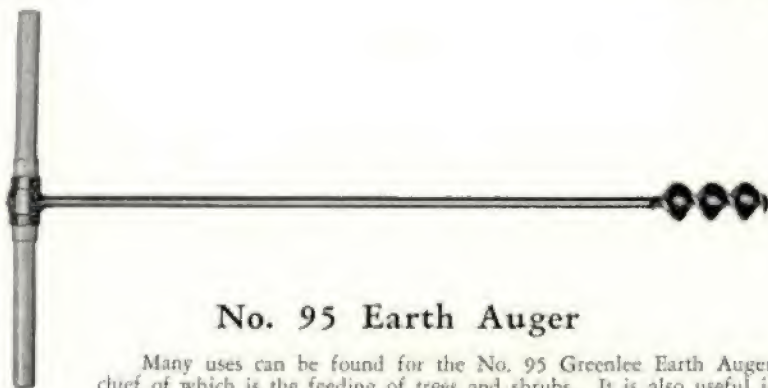 No. 95 Earth Auger
Many uses can be found for the No. 95 Greenlee Earth Auger
chief of which is the feeding of trees and shrubs. It is also useful